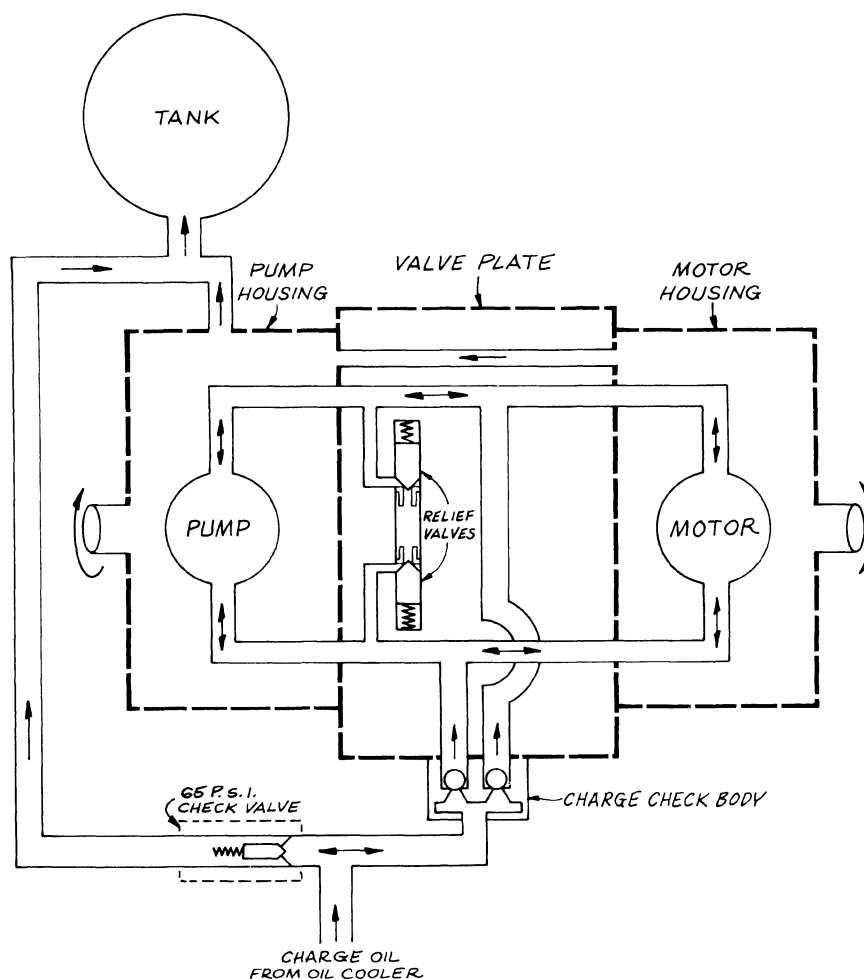 TANK
PUMP
HOUSING
VALVE PLATE
MOTOR
HOUSING
PUMP
RELIEF
VALVES
MOTOR
65 P.S.I.
CHECK VALVE
CHARGE CHECK BODY
CHARGE OIL
FROM OIL COOLER